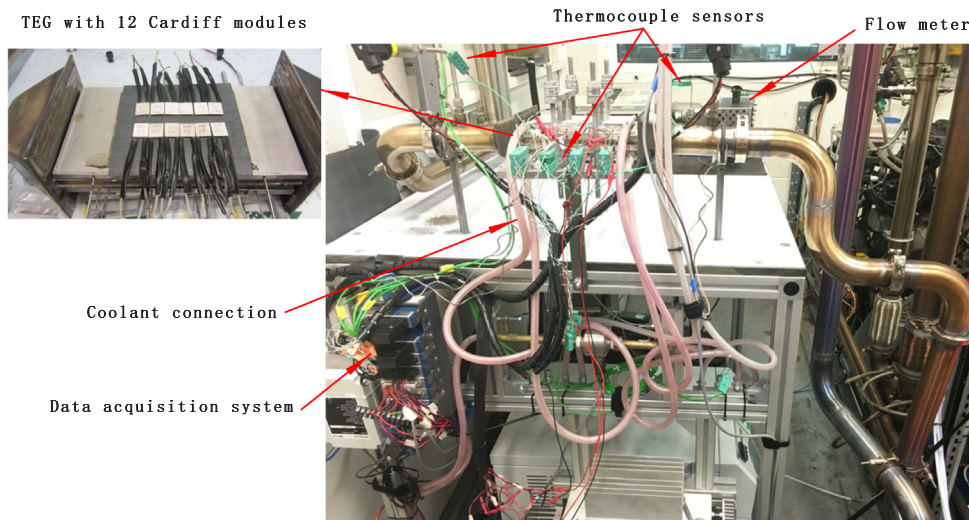 TEG with 12 Cardiff modules
Thermocouple sensors
Flow meter
Coolant connection
Data acquisition system